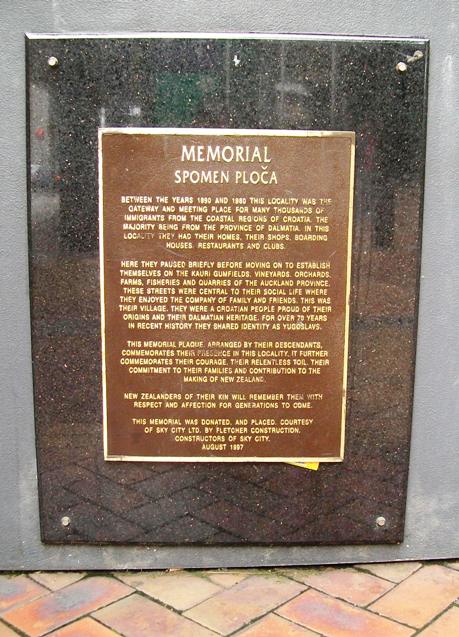 MEMORIAL
SPOMEN PLOČA
BETWEEN THE YEARS 1890 AND 1980 THIS LOCALITY WAS THE
GATEWAY AND MEETING PLACE FOR MANY THOUSANDS OF
IMMIGRANTS FROM THE COASTAL REGIONS OF CROATIA. THE
MAJORITY BEING FROM THE PROVINCE OF DALMATIA. IN THIS
LOCALITY THEY HAD THEIR HOMES, THEIR SHOPS, BOARDING
HOUSES, RESTAURANTS AND CLUBS.
HERE THEY PAUSED BRIEFLY BEFORE MOVING ON TO ESTABLISH
THEMSELVES ON THE KAURI GUMFIELDS, VINEYARDS, ORCHARDS,
FARMS, FISHERIES AND QUARRIES OF THE AUCKLAND PROVINCE.
THESE STREETS WERE CENTRAL TO THEIR SOCIAL LIFE WHERE
THEY ENJOYED THE COMPANY OF FAMILY AND FRIENDS. THIS WAS
THEIR VILLAGE. THEY WERE A CROATIAN PEOPLE PROUD OF THEIR
ORIGINS AND THEIR DALMATIAN HERITAGE. FOR OVER 70 YEARS
IN RECENT HISTORY THEY SHARED IDENTITY AS YUGOSLAVS.
THIS MEMORIAL PLAQUE, ARRANGED BY THEIR DESCENDANTS,
COMMEMORATES THEIR PRESENCE IN THIS LOCALITY. IT FURTHER
COMMEMORATES THEIR COURAGE, THEIR RELENTLESS TOIL, THEIR
COMMITMENT TO THEIR FAMILIES AND CONTRIBUTION TO THE
MAKING OF NEW ZEALAND.
NEW ZEALANDERS OF THEIR KIN WILL REMEMBER THEM WITH
RESPECT AND AFFECTION FOR GENERATIONS TO COME.
THIS MEMORIAL WAS DONATED, AND PLACED, COURTESY
OF SKY CITY LTD. BY FLETCHER CONSTRUCTION,
CONSTRUCTORS OF SKY CITY.
AUGUST 1997